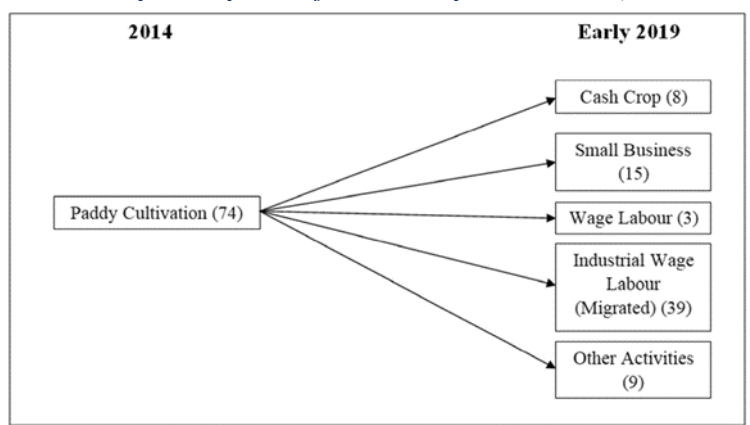 2014
Early 2019
Cash Crop (8)
Small Business
(15)
Paddy Cultivation (74)
Wage Labour (3)
Industrial Wage
Labour
(Migrated) (39)
Other Activities
(9)